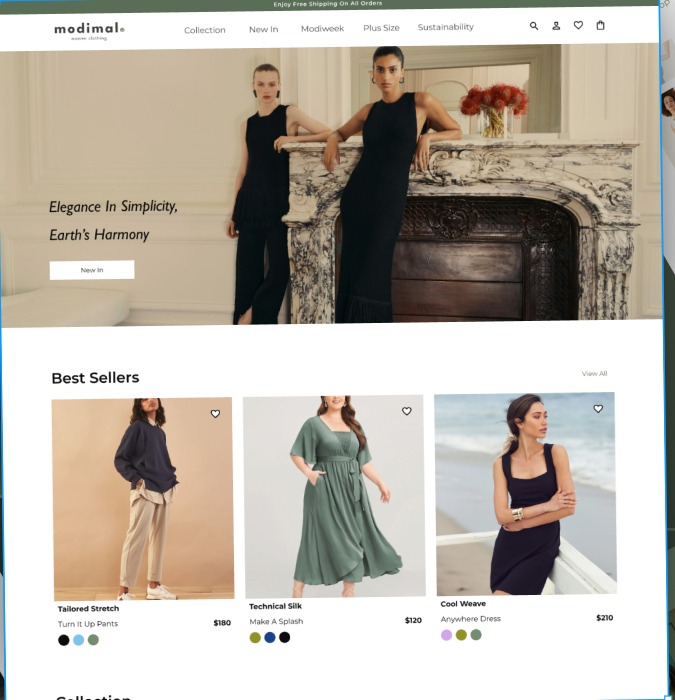 Enjoy Free Shipping On All Orders
modimal®
women clothing
Collection New In Modiweek Plus Size Sustainability
Elegance In Simplicity,
Earth's Harmony
New In
Best Sellers
View All
Tailored Stretch
Turn It Up Pants $180
Technical Silk
Make A Splash $120
Cool Weave
Anywhere Dress $210
Collection